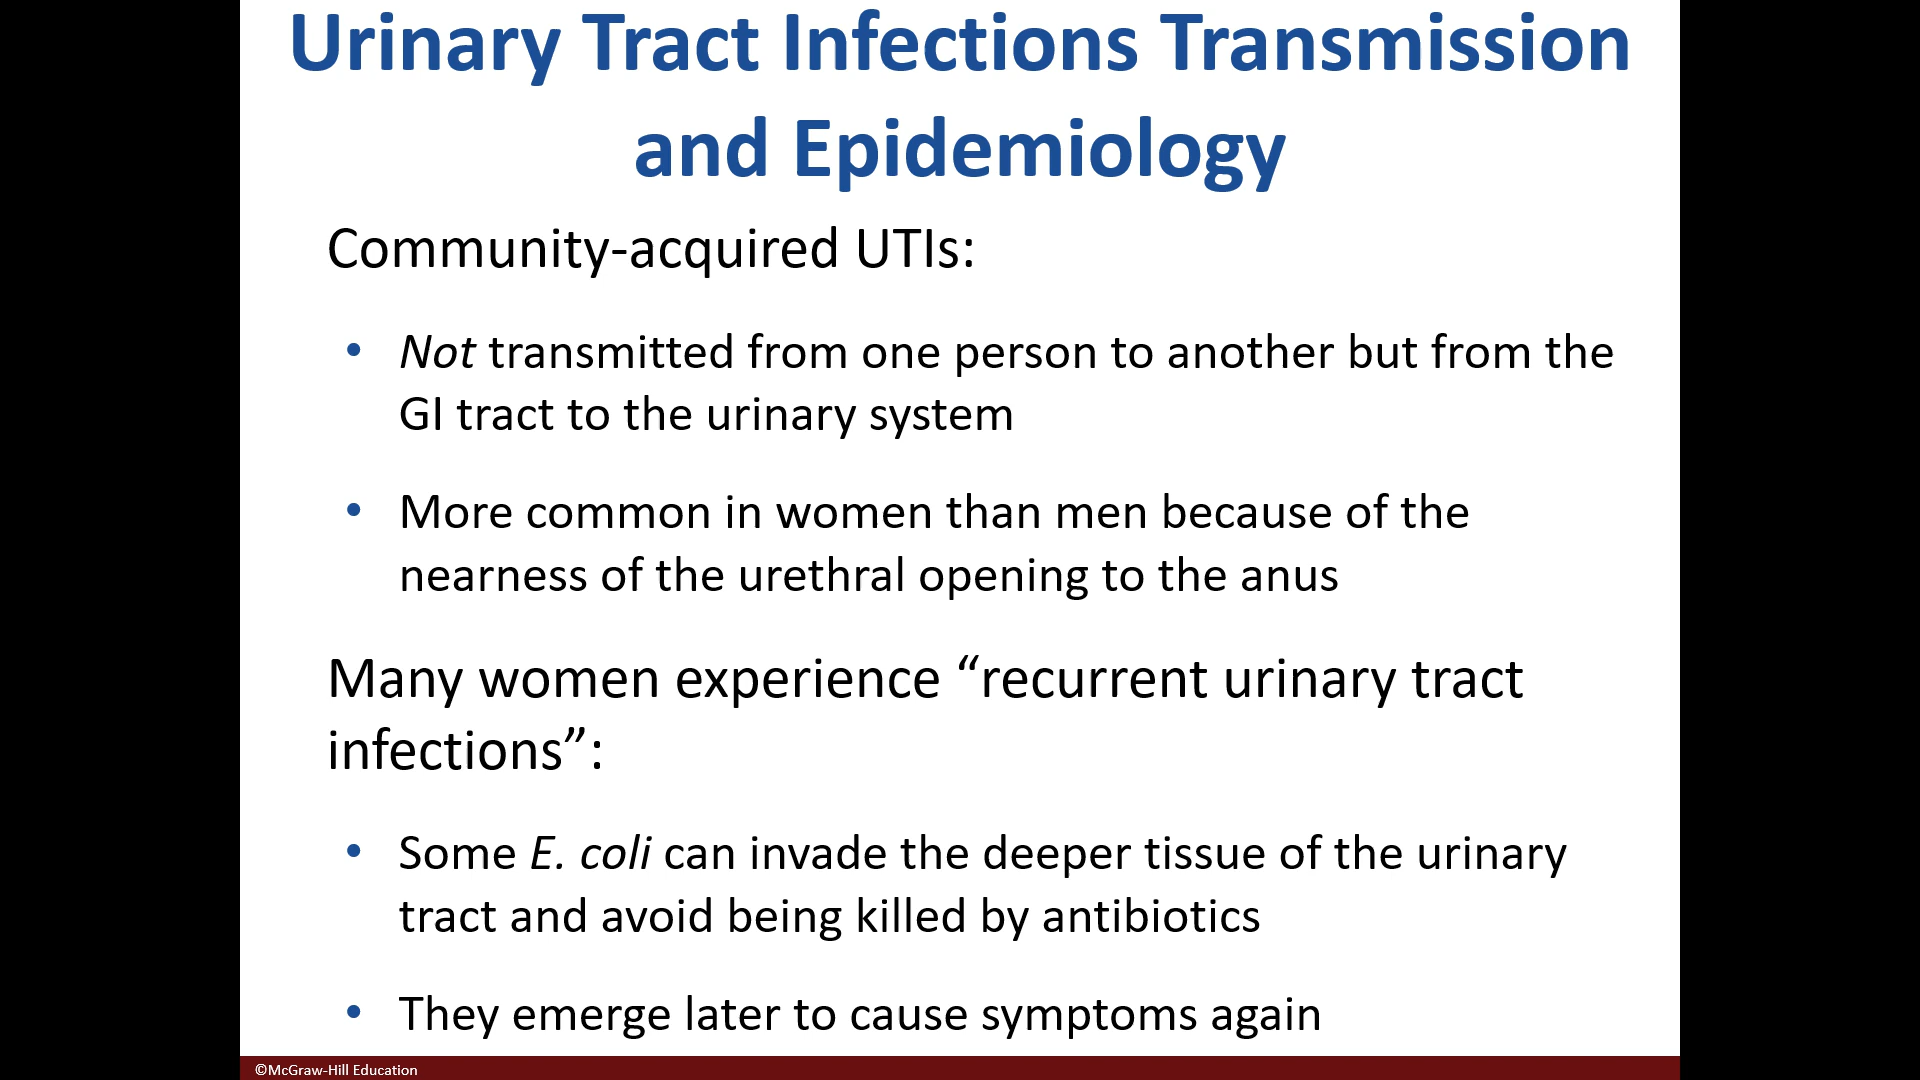 Urinary Tract Infections Transmission
and Epidemiology
Community-acquired UTIs:
• Not transmitted from one person to another but from the
GI tract to the urinary system
• More common in women than men because of the
nearness of the urethral opening to the anus
Many women experience “recurrent urinary tract
infections”:
• Some E. coli can invade the deeper tissue of the urinary
tract and avoid being killed by antibiotics
• They emerge later to cause symptoms again
©McGraw-Hill Education